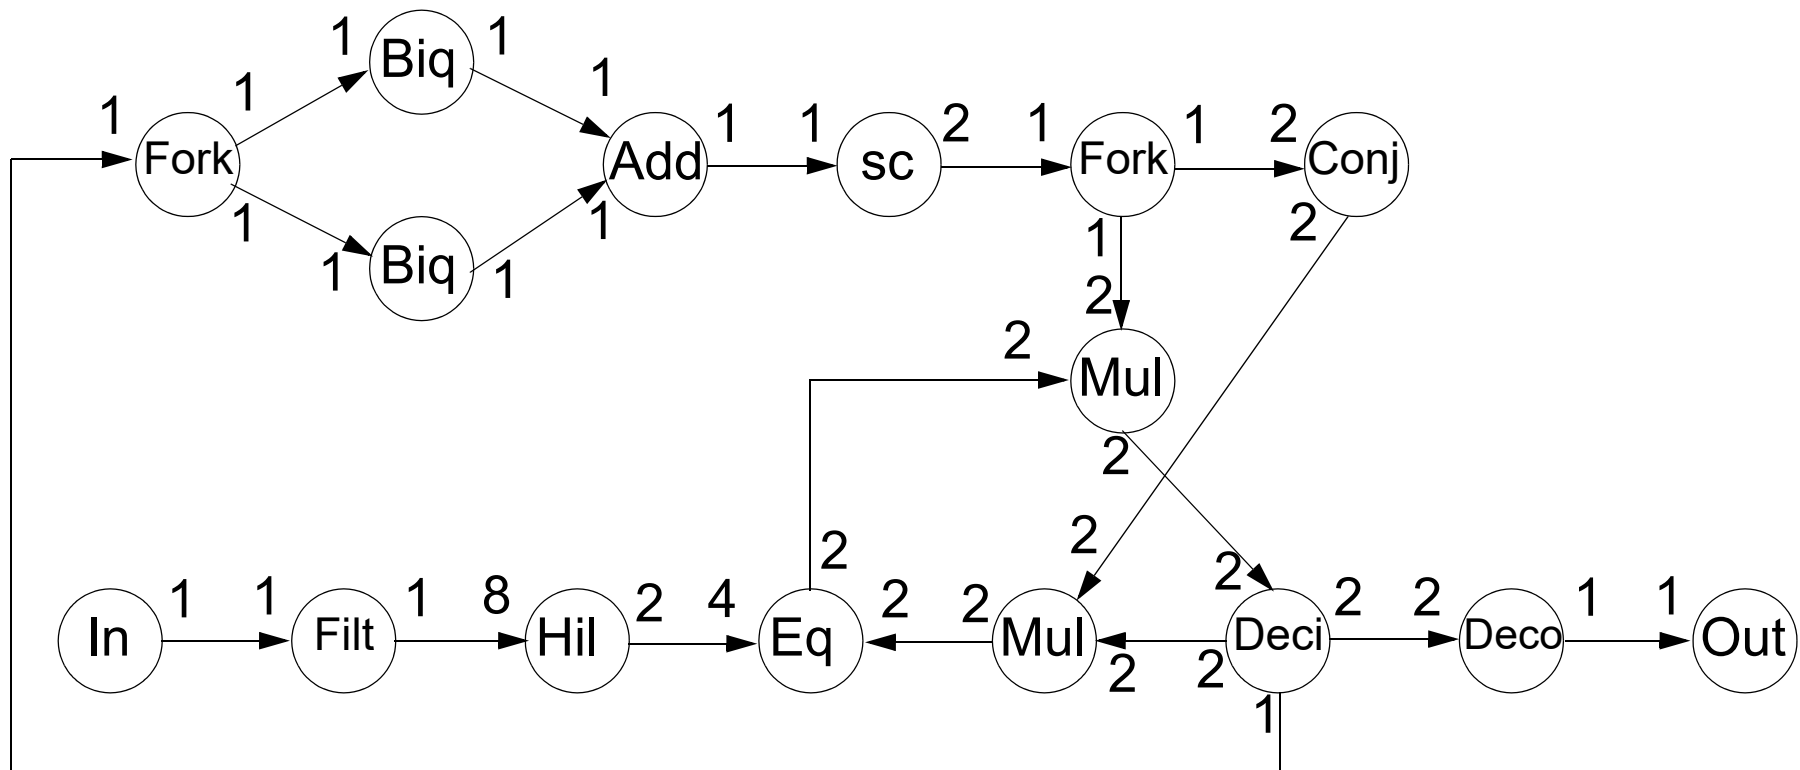 1 Biq 1
1 1
1 Fork Add 1 1 sc 2 1 Fork 1 2 Conj
1 1 Biq 1 1
1 2
2
2 Mul
2
2 2 2
In 1 1 Filt 1 8 Hil 2 4 Eq 2 2 Mul 2 2 Deci 2 2 Deco 1 1 Out
1